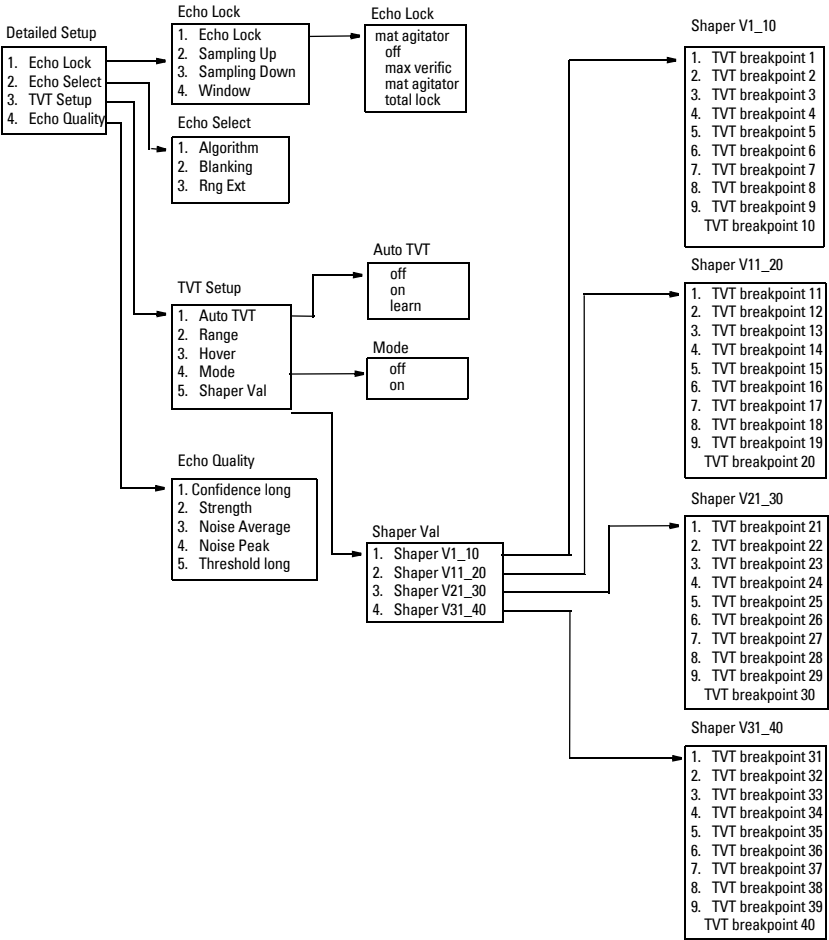 Detailed Setup
1. Echo Lock
2. Echo Select
3. TVT Setup
4. Echo Quality
Echo Lock
1. Echo Lock
2. Sampling Up
3. Sampling Down
4. Window
Echo Lock
mat agitator
off
max verific
mat agitator
total lock
Echo Select
1. Algorithm
2. Blanking
3. Rng Ext
TVT Setup
1. Auto TVT
2. Range
3. Hover
4. Mode
5. Shaper Val
Auto TVT
off
on
learn
Mode
off
on
Echo Quality
1. Confidence long
2. Strength
3. Noise Average
4. Noise Peak
5. Threshold long
Shaper Val
1. Shaper V1_10
2. Shaper V11_20
3. Shaper V21_30
4. Shaper V31_40
Shaper V1_10
1. TVT breakpoint 1
2. TVT breakpoint 2
3. TVT breakpoint 3
4. TVT breakpoint 4
5. TVT breakpoint 5
6. TVT breakpoint 6
7. TVT breakpoint 7
8. TVT breakpoint 8
9. TVT breakpoint 9
TVT breakpoint 10
Shaper V11_20
1. TVT breakpoint 11
2. TVT breakpoint 12
3. TVT breakpoint 13
4. TVT breakpoint 14
5. TVT breakpoint 15
6. TVT breakpoint 16
7. TVT breakpoint 17
8. TVT breakpoint 18
9. TVT breakpoint 19
TVT breakpoint 20
Shaper V21_30
1. TVT breakpoint 21
2. TVT breakpoint 22
3. TVT breakpoint 23
4. TVT breakpoint 24
5. TVT breakpoint 25
6. TVT breakpoint 26
7. TVT breakpoint 27
8. TVT breakpoint 28
9. TVT breakpoint 29
TVT breakpoint 30
Shaper V31_40
1. TVT breakpoint 31
2. TVT breakpoint 32
3. TVT breakpoint 33
4. TVT breakpoint 34
5. TVT breakpoint 35
6. TVT breakpoint 36
7. TVT breakpoint 37
8. TVT breakpoint 38
9. TVT breakpoint 39
TVT breakpoint 40